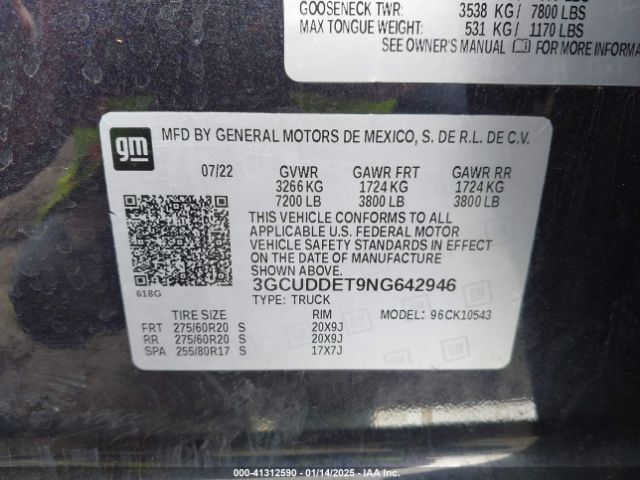 GOOSENECK TWR: 3538 KG / 7800 LBS
MAX TONGUE WEIGHT: 531 KG / 1170 LBS
SEE OWNER'S MANUAL FOR MORE INFORMA
gm MFD BY GENERAL MOTORS DE MEXICO, S. DE R.L. DE C.V.
07/22 GVWR GAWR FRT GAWR RR
3266 KG 1724 KG 1724 KG
7200 LB 3800 LB 3800 LB
THIS VEHICLE CONFORMS TO ALL
APPLICABLE U.S. FEDERAL MOTOR
VEHICLE SAFETY STANDARDS IN EFFECT
ON THE DATE OF MANUFACTURE
SHOWN ABOVE.
618G
3GCUDDET9NG642946
TYPE: TRUCK MODEL: 96CK10543
TIRE SIZE RIM
FRT 275/60R20 S 20X9J
RR 275/60R20 S 20X9J
SPA 255/80R17 S 17X7J
000-41312590 - 01/14/2025 - IAA Inc.